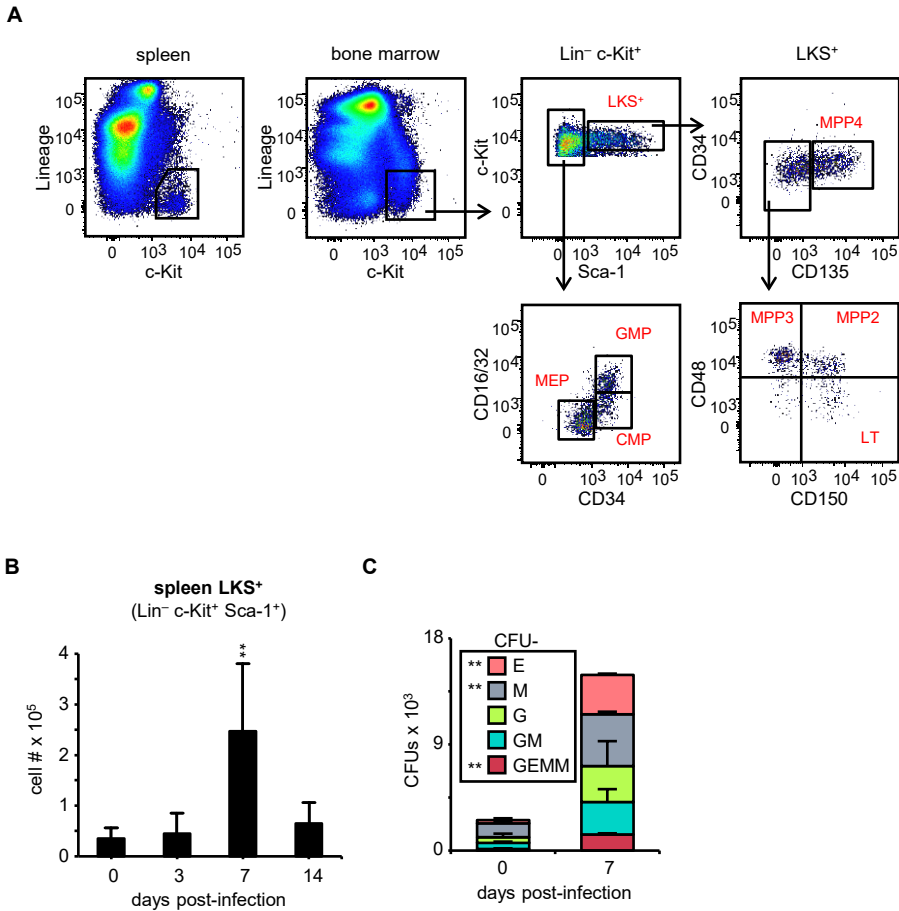 A
spleen
bone marrow
Lin⁻ c-Kit⁺
LKS⁺
Lineage
10⁵
10⁴
10³
0
0 10³ 10⁴ 10⁵
c-Kit
Lineage
10⁵
10⁴
10³
0
0 10³ 10⁴ 10⁵
c-Kit
c-Kit
10⁵
10⁴
10³
0
LKS⁺
0 10³ 10⁴ 10⁵
Sca-1
CD34
10⁵
10⁴
10³
0
MPP4
0 10³ 10⁴ 10⁵
CD135
CD16/32
10⁵
10⁴
10³
0
GMP
MEP
CMP
0 10³ 10⁴ 10⁵
CD34
CD48
10⁵
10⁴
10³
0
MPP3 MPP2
LT
0 10³ 10⁴ 10⁵
CD150
B
spleen LKS⁺
(Lin⁻ c-Kit⁺ Sca-1⁺)
cell # x 10⁵
4
3
2
1
0
**
0 3 7 14
days post-infection
C
CFUs x 10³
18
9
0
CFU-
** E
** M
G
GM
** GEMM
0 7
days post-infection